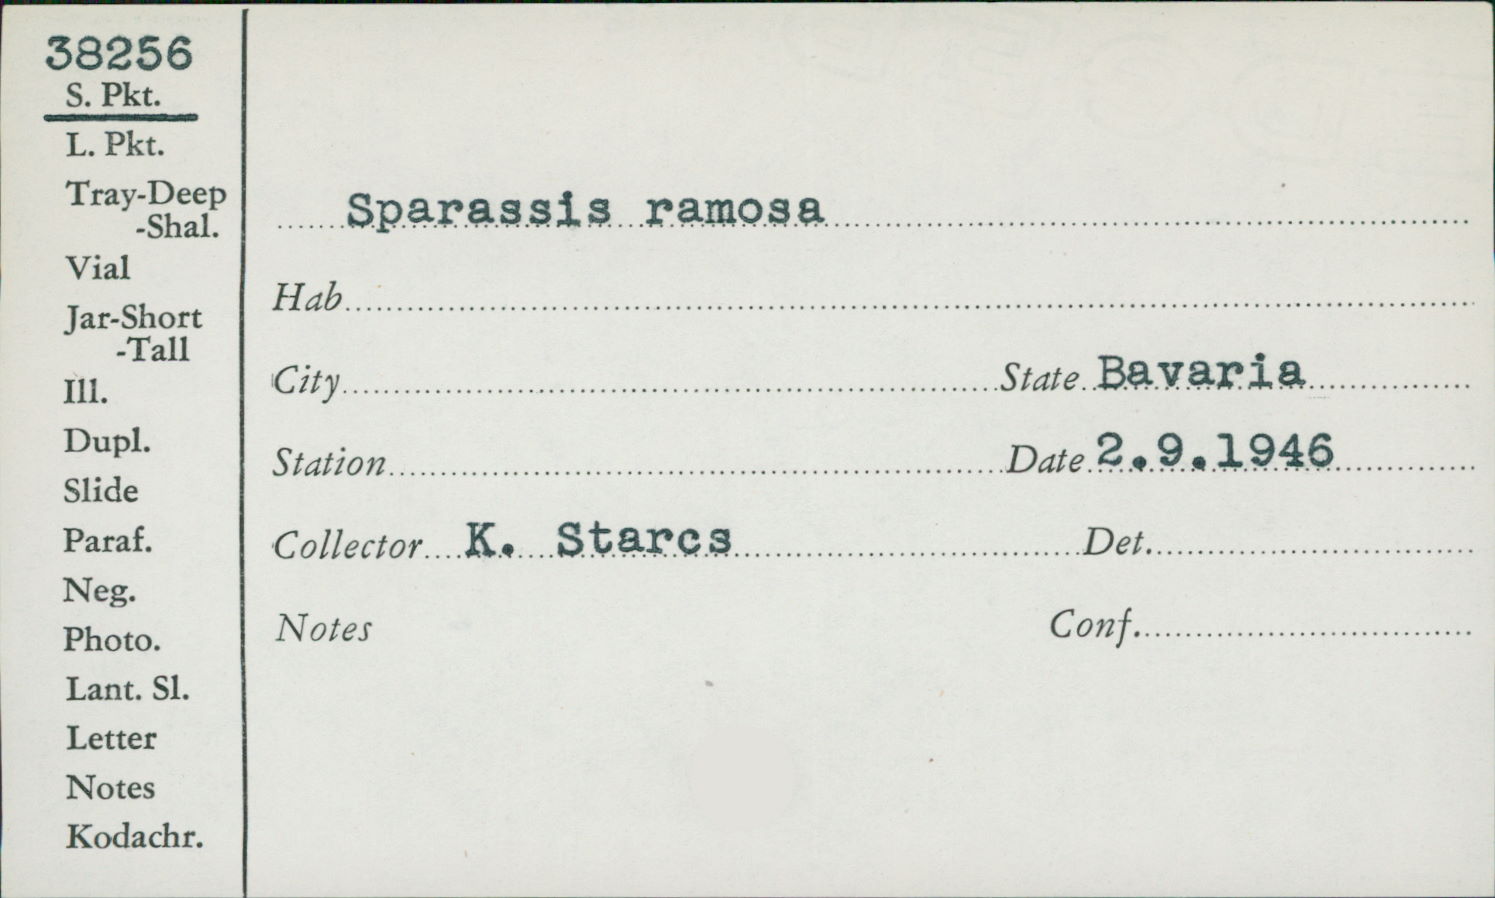 38256
S. Pkt.
L. Pkt.
Tray-Deep
-Shal.
Vial
Jar-Short
-Tall
Ill.
Dupl.
Slide
Paraf.
Neg.
Photo.
Lant. Sl.
Letter
Notes
Kodachr.
Sparassis ramosa
Hab
City State Bavaria
Station Date 2.9.1946
Collector K. Starcs Det.
Notes Conf.